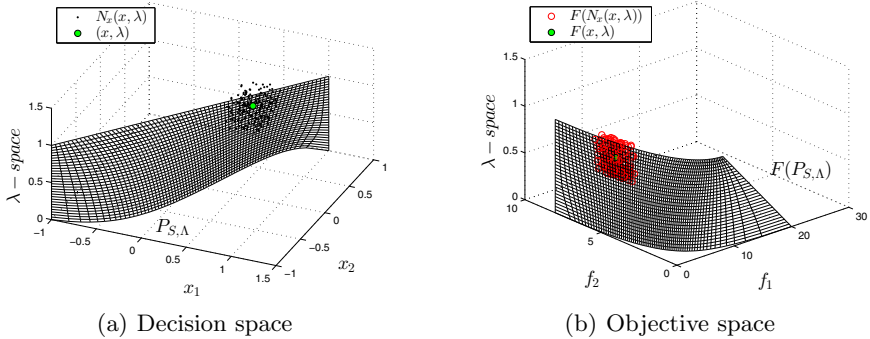 N_x(x, λ)
(x, λ)
1.5
1
0.5
0
λ − space
−1
−0.5
0
0.5
1
1.5
x_1
−1
−0.5
0
0.5
1
x_2
P_{S,Λ}
(a) Decision space
F(N_x(x, λ))
F(x, λ)
1.5
1
0.5
0
λ − space
10
5
0
f_2
0
10
20
30
f_1
F(P_{S,Λ})
(b) Objective space